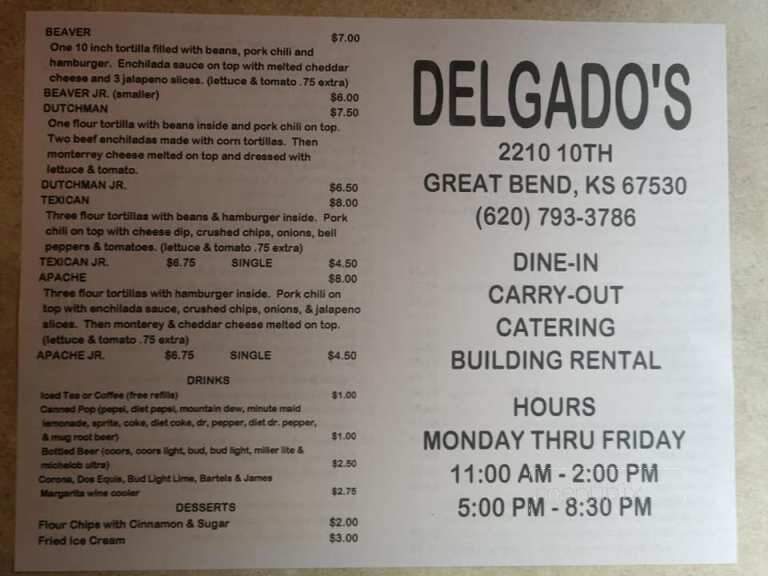 BEAVER $7.00
One 10 inch tortilla filled with beans, pork chili and
hamburger. Enchilada sauce on top with melted cheddar
cheese and 3 jalapeno slices. (lettuce & tomato .75 extra)
BEAVER JR. (smaller) $6.00
DUTCHMAN $7.50
One flour tortilla with beans inside and pork chili on top.
Two beef enchiladas made with corn tortillas. Then
monterrey cheese melted on top and dressed with
lettuce & tomato.
DUTCHMAN JR. $6.50
TEXICAN $8.00
Three flour tortillas with beans & hamburger inside. Pork
chili on top with cheese dip, crushed chips, onions, bell
peppers & tomatoes. (lettuce & tomato .75 extra)
TEXICAN JR. $6.75 SINGLE $4.50
APACHE $8.00
Three flour tortillas with hamburger inside. Pork chili on
top with enchilada sauce, crushed chips, onions, & jalapeno
slices. Then monterey & cheddar cheese melted on top.
(lettuce & tomato .75 extra)
APACHE JR. $6.75 SINGLE $4.50
DRINKS
Iced Tea or Coffee (free refills) $1.00
Canned Pop (pepsi, diet pepsi, mountain dew, minute maid
lemonade, sprite, coke, diet coke, dr, pepper, diet dr. pepper,
& mug root beer) $1.00
Bottled Beer (coors, coors light, bud, bud light, miller lite &
michelob ultra) $2.50
Corona, Dos Equis, Bud Light Lime, Bartels & James
Margarita wine cooler $2.75
DESSERTS
Flour Chips with Cinnamon & Sugar $2.00
Fried Ice Cream $3.00
DELGADO'S
2210 10TH
GREAT BEND, KS 67530
(620) 793-3786
DINE-IN
CARRY-OUT
CATERING
BUILDING RENTAL
HOURS
MONDAY THRU FRIDAY
11:00 AM - 2:00 PM
5:00 PM - 8:30 PM